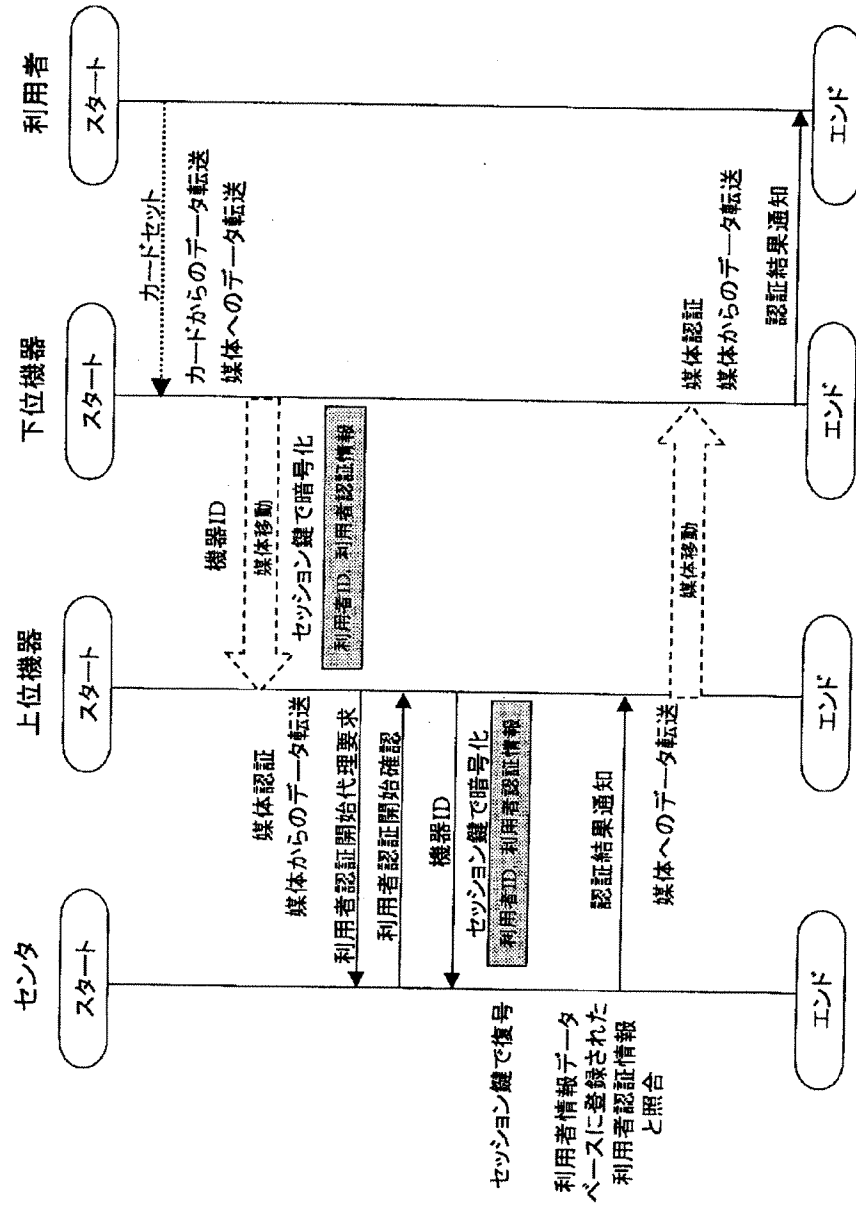 センタ
上位機器
下位機器
利用者
スタート
スタート
スタート
スタート
カードセット
カードからのデータ転送
媒体へのデータ転送
機器ID
媒体移動
セッション鍵で暗号化
利用者ID、利用者認証情報
媒体認証
媒体からのデータ転送
利用者認証開始代理要求
利用者認証開始確認
機器ID
セッション鍵で暗号化
利用者ID、利用者認証情報
セッション鍵で復号
利用者情報データ
ベースに登録された
利用者認証情報
と照合
認証結果通知
媒体へのデータ転送
媒体移動
媒体認証
媒体からのデータ転送
認証結果通知
エンド
エンド
エンド
エンド